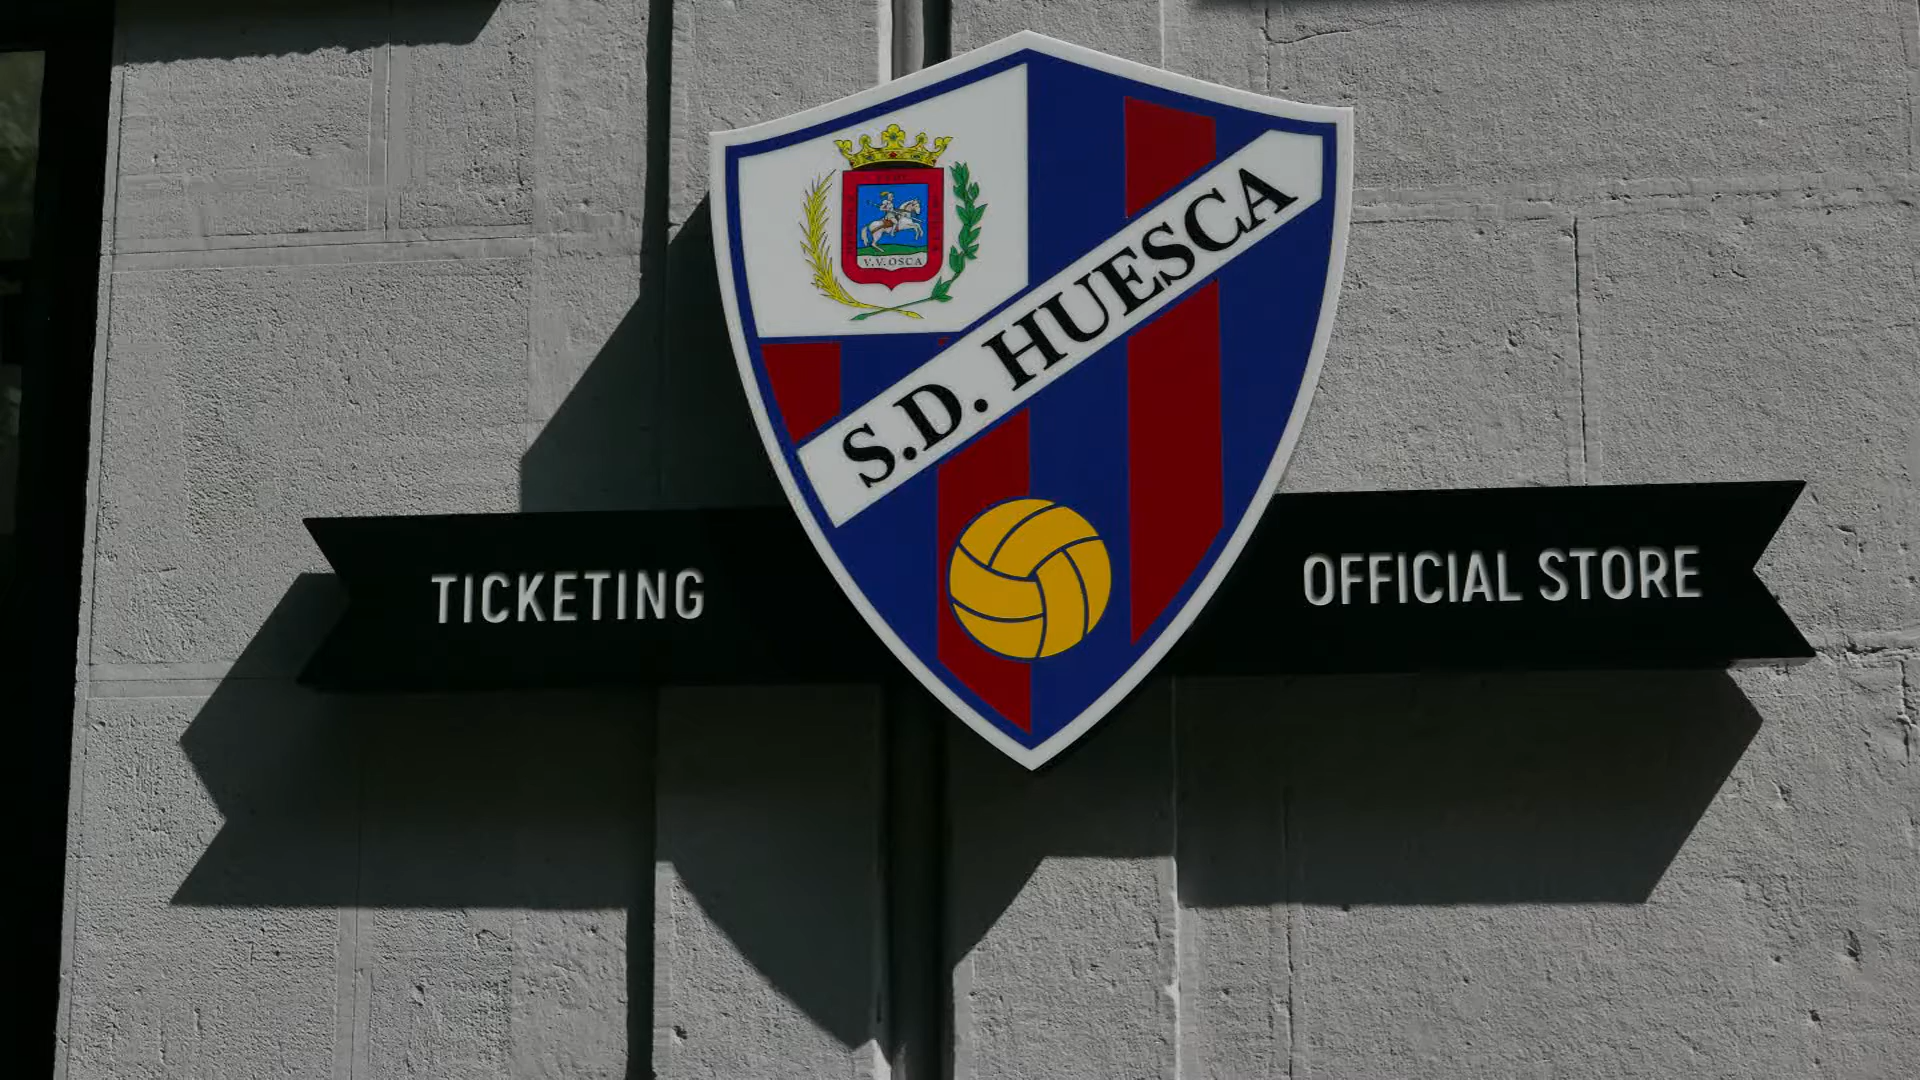 V.V. OSCA
S.D. HUESCA
TICKETING
OFFICIAL STORE